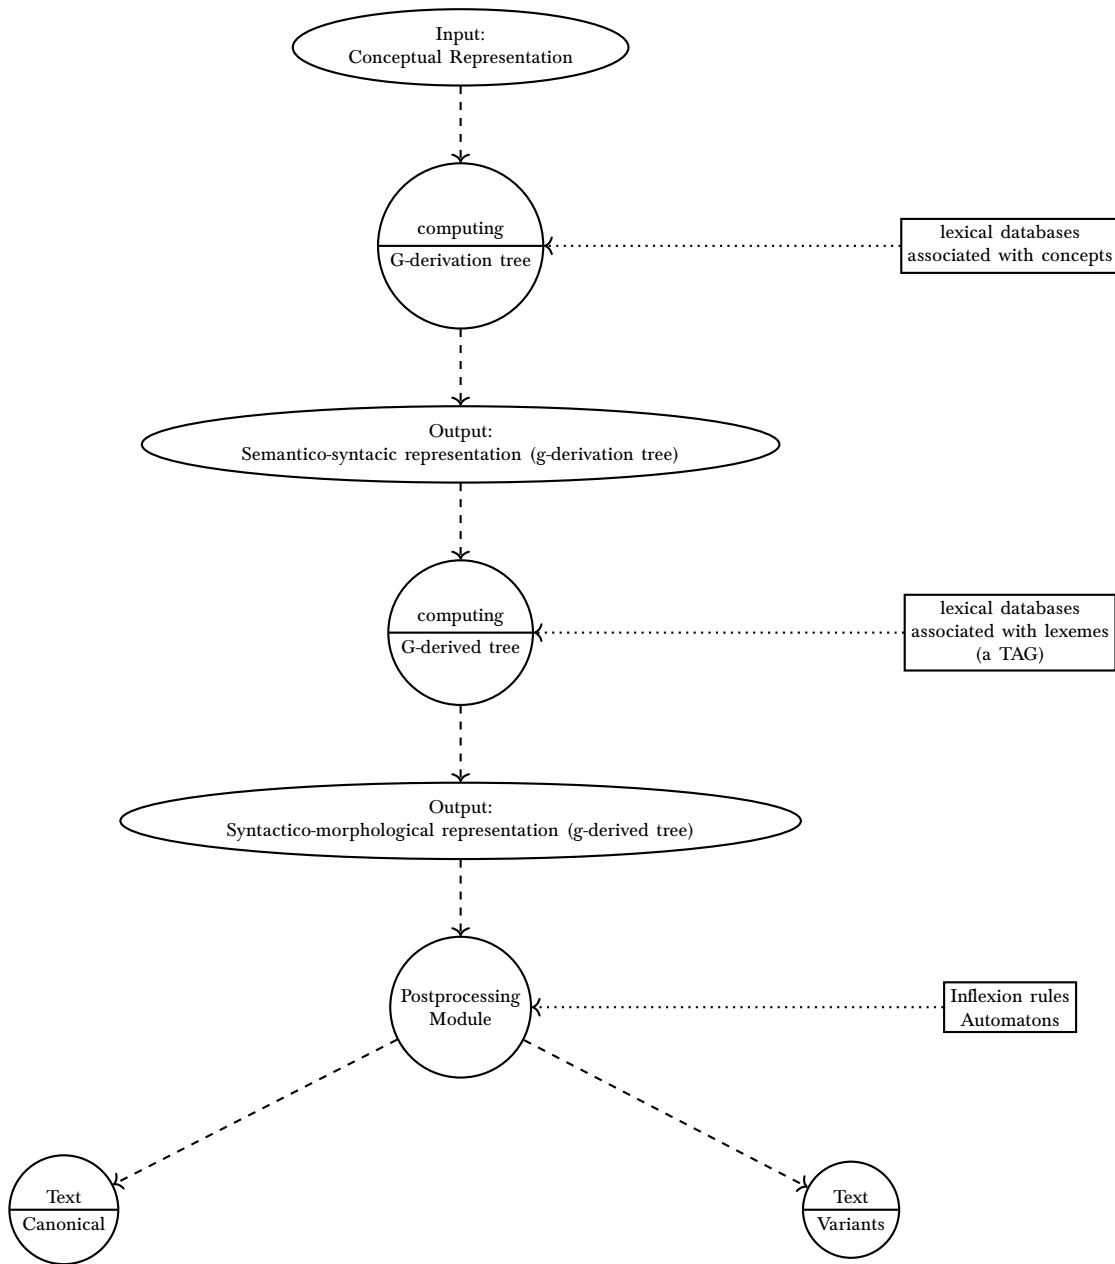 Input:
Conceptual Representation
computing
G-derivation tree
lexical databases
associated with concepts
Output:
Semantico-syntacic representation (g-derivation tree)
computing
G-derived tree
lexical databases
associated with lexemes
(a TAG)
Output:
Syntactico-morphological representation (g-derived tree)
Postprocessing
Module
Inflexion rules
Automatons
Text
Canonical
Text
Variants